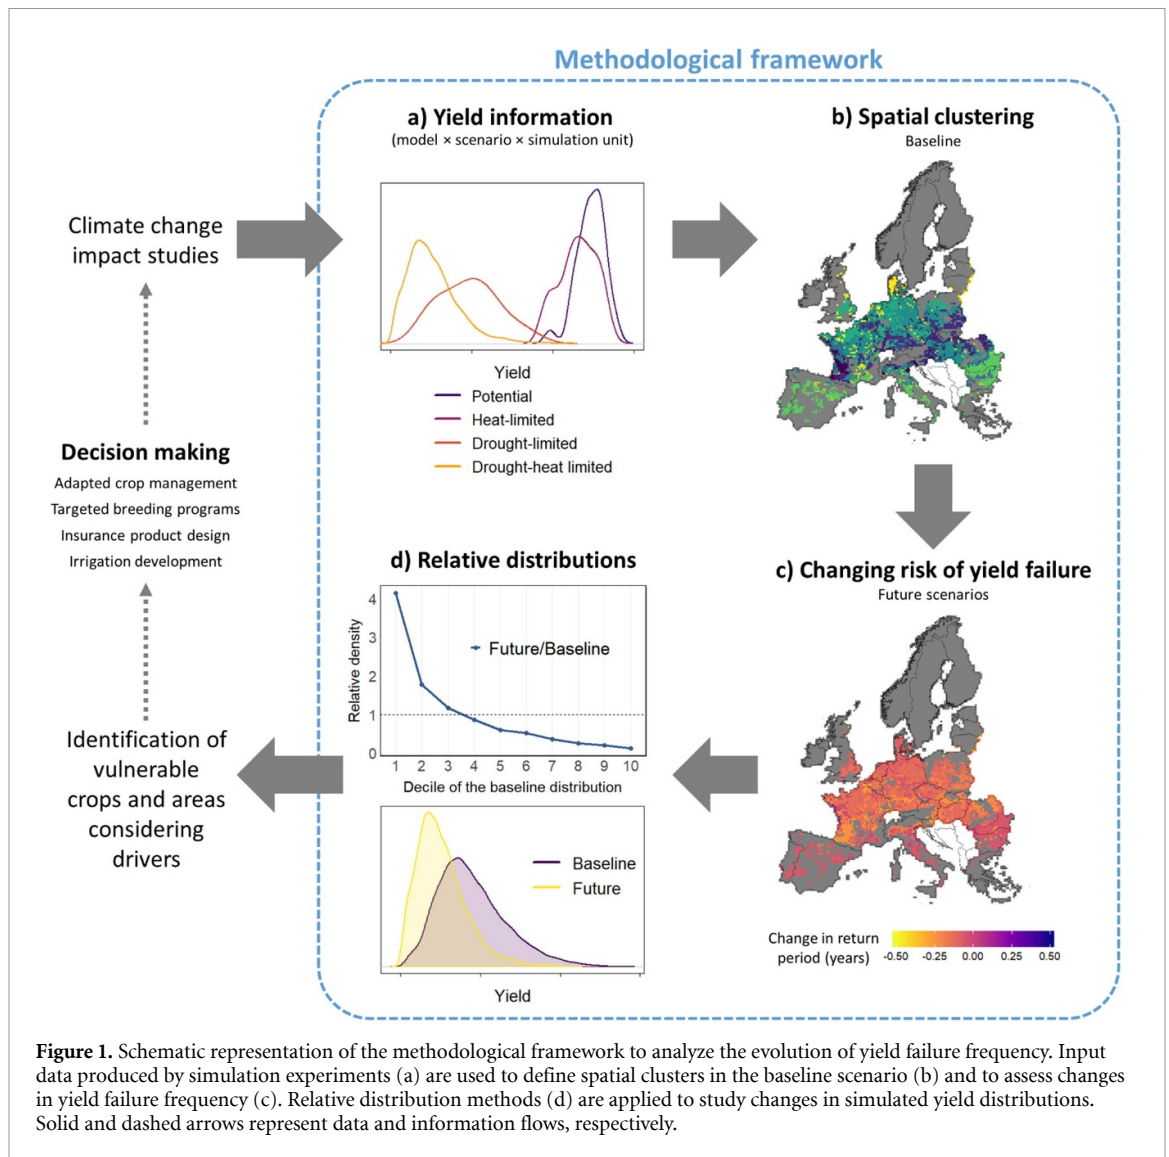 Methodological framework
a) Yield information
(model × scenario × simulation unit)
Yield
Potential
Heat-limited
Drought-limited
Drought-heat limited
b) Spatial clustering
Baseline
c) Changing risk of yield failure
Future scenarios
Change in return
period (years)
-0.50 -0.25 0.00 0.25 0.50
d) Relative distributions
Relative density
4
3
2
1
0
Future/Baseline
1 2 3 4 5 6 7 8 9 10
Decile of the baseline distribution
Baseline
Future
Yield
Identification of
vulnerable
crops and areas
considering
drivers
Decision making
Adapted crop management
Targeted breeding programs
Insurance product design
Irrigation development
Climate change
impact studies
Figure 1. Schematic representation of the methodological framework to analyze the evolution of yield failure frequency. Input
data produced by simulation experiments (a) are used to define spatial clusters in the baseline scenario (b) and to assess changes
in yield failure frequency (c). Relative distribution methods (d) are applied to study changes in simulated yield distributions.
Solid and dashed arrows represent data and information flows, respectively.